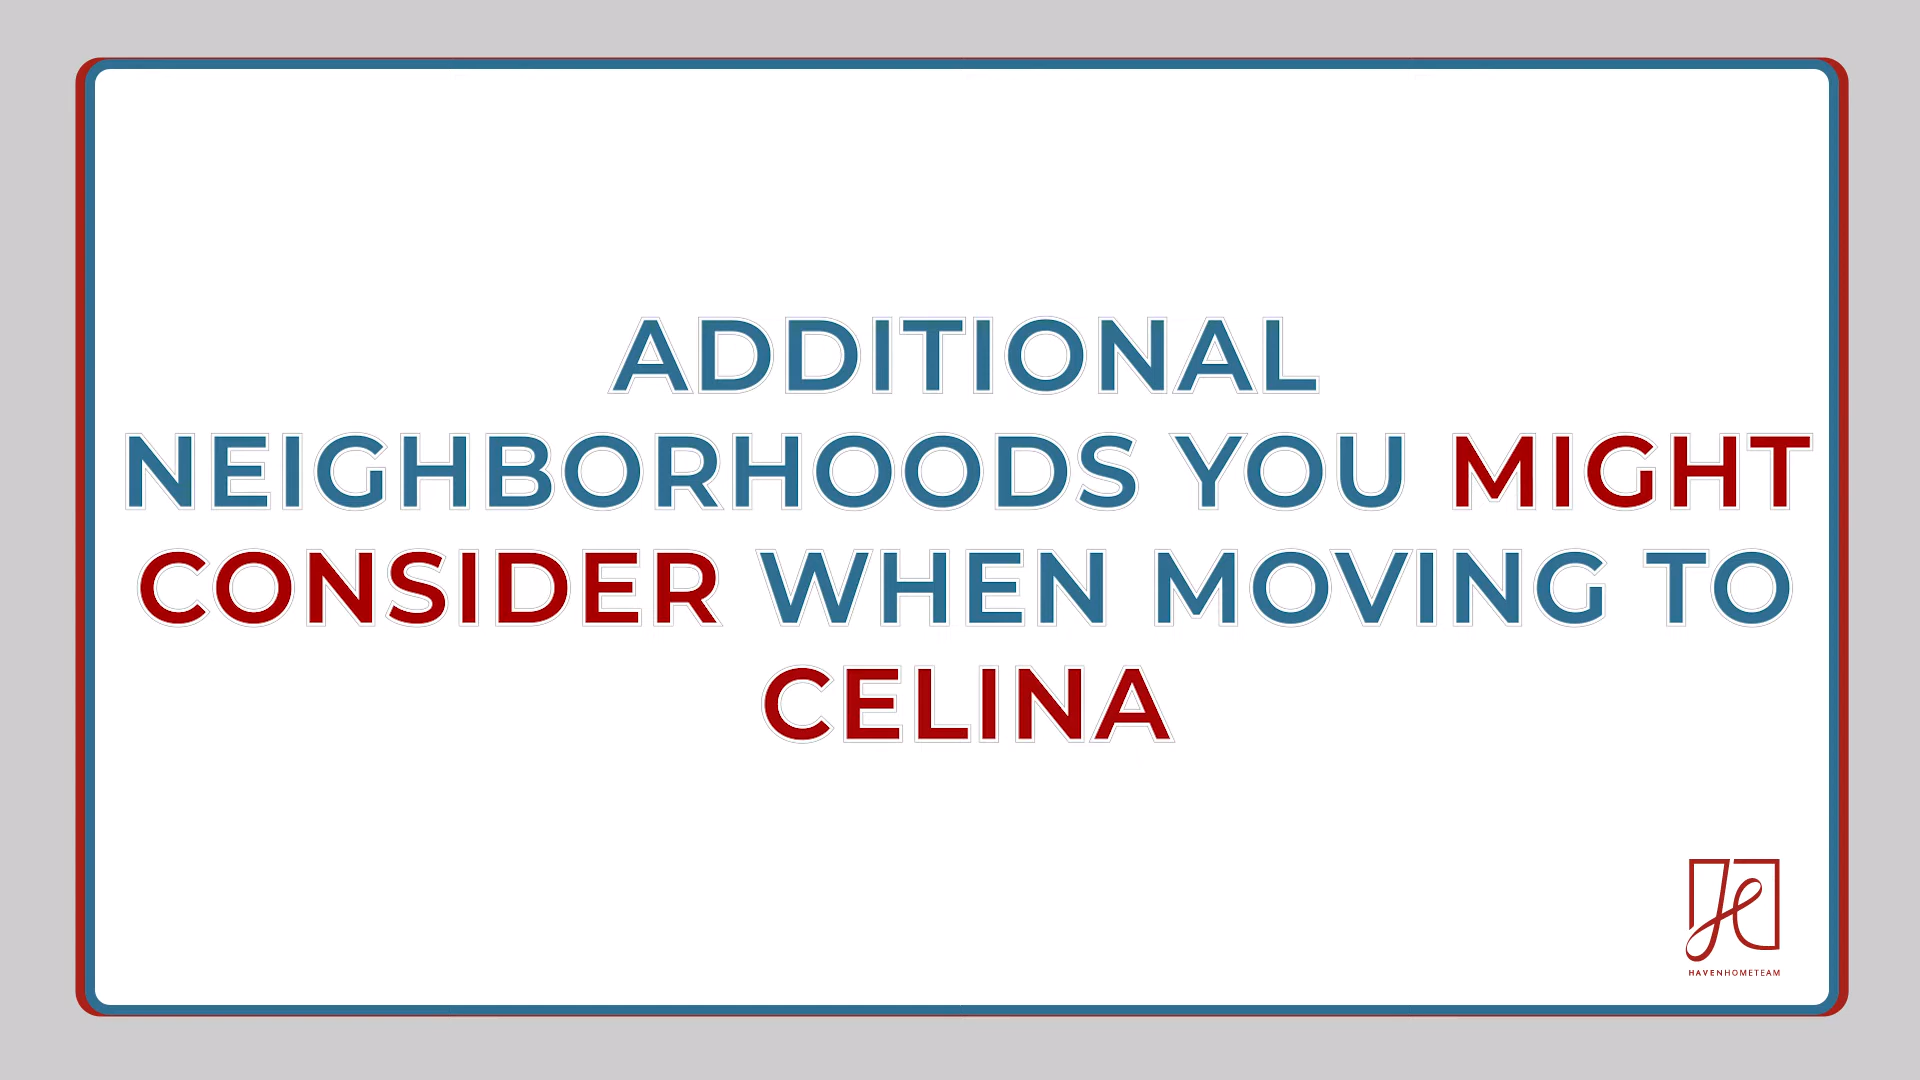 ADDITIONAL
NEIGHBORHOODS YOU MIGHT
CONSIDER WHEN MOVING TO
CELINA
HAVENHOMETEAM